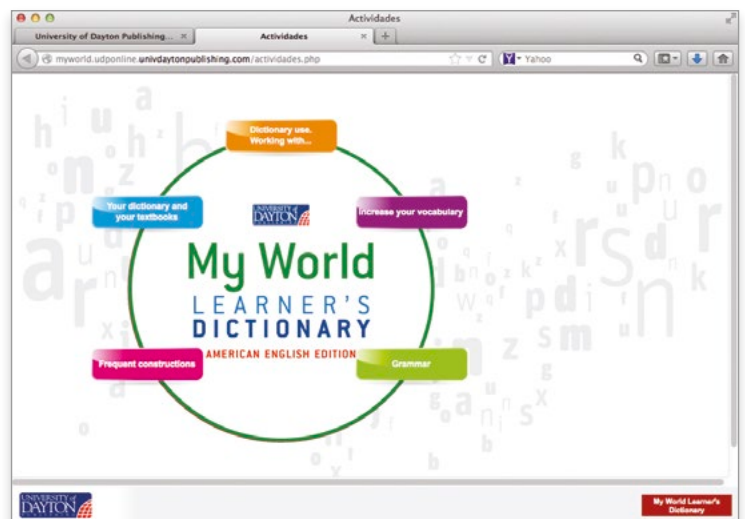 Actividades
University of Dayton Publishing... ×
Actividades ×
+
myworld.udponline.univdaytonpublishing.com/actividades.php
Yahoo
Dictionary use.
Working with...
Your dictionary and
your textbooks
UNIVERSITY of
DAYTON
Increase your vocabulary
My World
LEARNER'S
DICTIONARY
AMERICAN ENGLISH EDITION
Frequent constructions
Grammar
UNIVERSITY of
DAYTON
My World Learner's
Dictionary